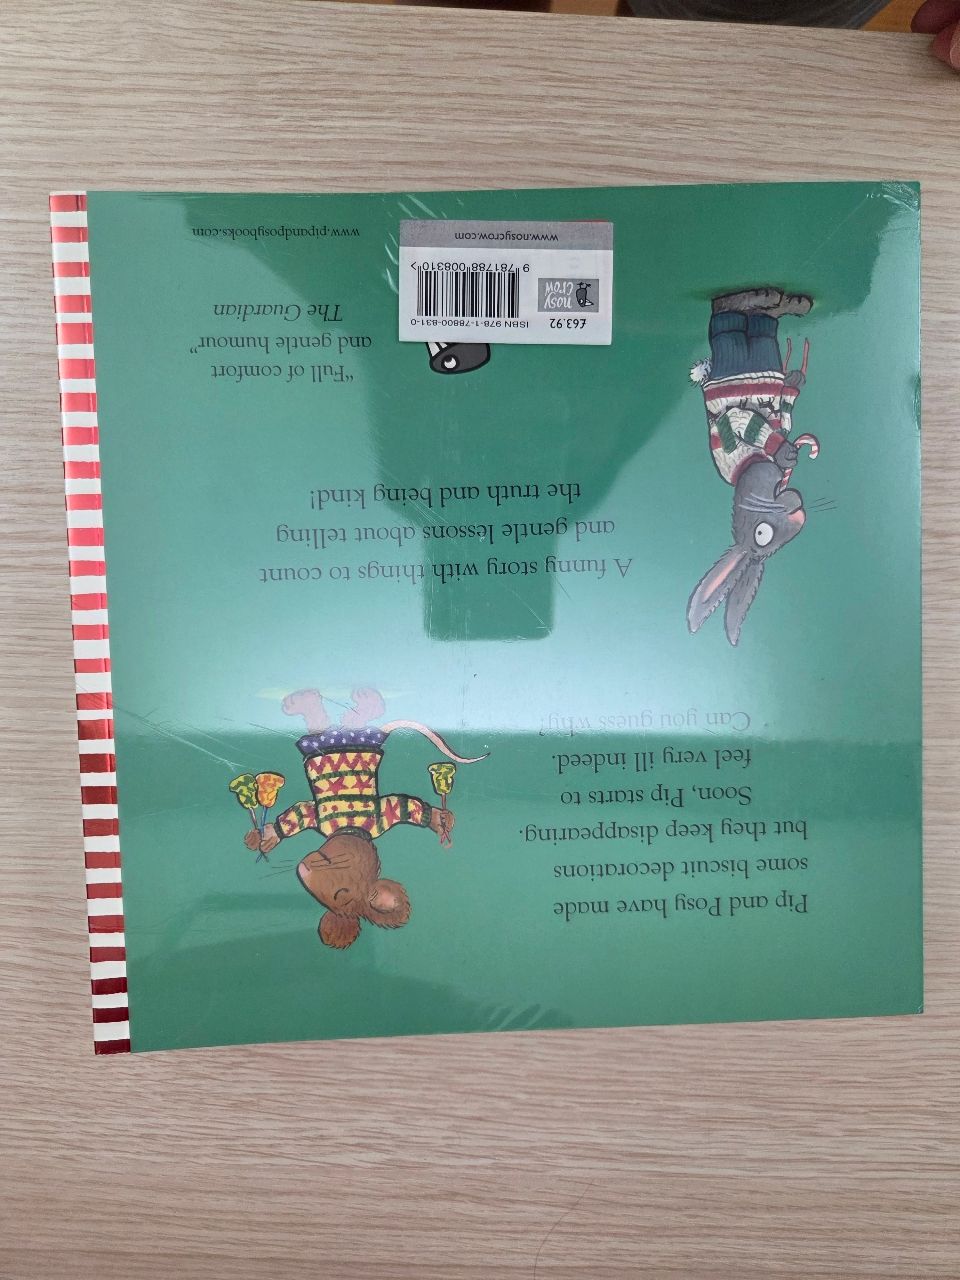 Pip and Posy have made
some biscuit decorations
but they keep disappearing.
Soon, Pip starts to
feel very ill indeed.
Can you guess why?
A funny story with things to count
and gentle lessons about telling
the truth and being kind!
“Full of comfort
and gentle humour”
The Guardian
www.pipandposybooks.com
£63.92
ISBN 978-1-78800-831-0
nosy
crow
9 781788 008310 >
www.nosycrow.com